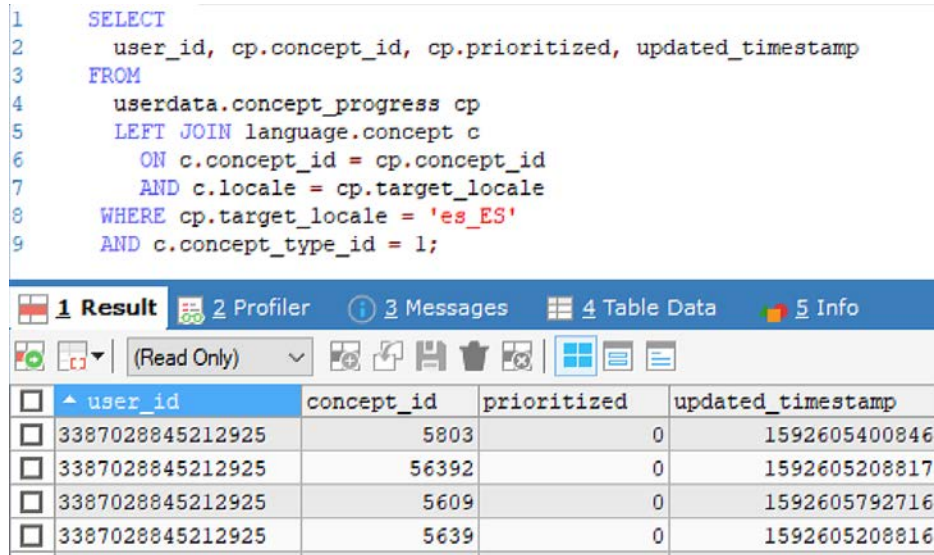 1 SELECT
2 user_id, cp.concept_id, cp.prioritized, updated_timestamp
3 FROM
4 userdata.concept_progress cp
5 LEFT JOIN language.concept c
6 ON c.concept_id = cp.concept_id
7 AND c.locale = cp.target_locale
8 WHERE cp.target_locale = 'es_ES'
9 AND c.concept_type_id = 1;
1 Result 2 Profiler 3 Messages 4 Table Data 5 Info
(Read Only)
user_id concept_id prioritized updated_timestamp
3387028845212925 5803 0 1592605400846
3387028845212925 56392 0 1592605208817
3387028845212925 5609 0 1592605792716
3387028845212925 5639 0 1592605208816